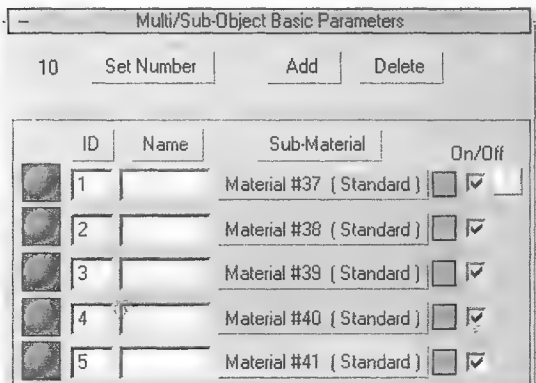 Multi/Sub-Object Basic Parameters
10 Set Number Add Delete
ID Name Sub-Material On/Off
1 Material #37 ( Standard )
2 Material #38 ( Standard )
3 Material #39 ( Standard )
4 Material #40 ( Standard )
5 Material #41 ( Standard )